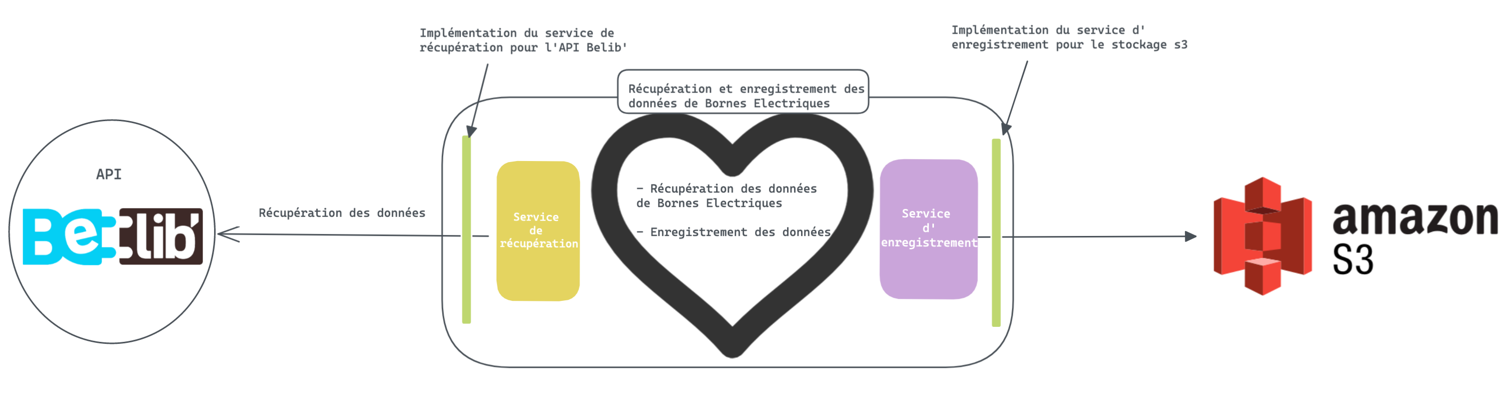 Implémentation du service de
récupération pour l'API Belib'
Implémentation du service d'
enregistrement pour le stockage s3
Récupération et enregistrement des
données de Bornes Electriques
API
Belib'
Récupération des données
Service
de
récupération
– Récupération des données
de Bornes Electriques
– Enregistrement des données
Service
d'
enregistrement
amazon
S3